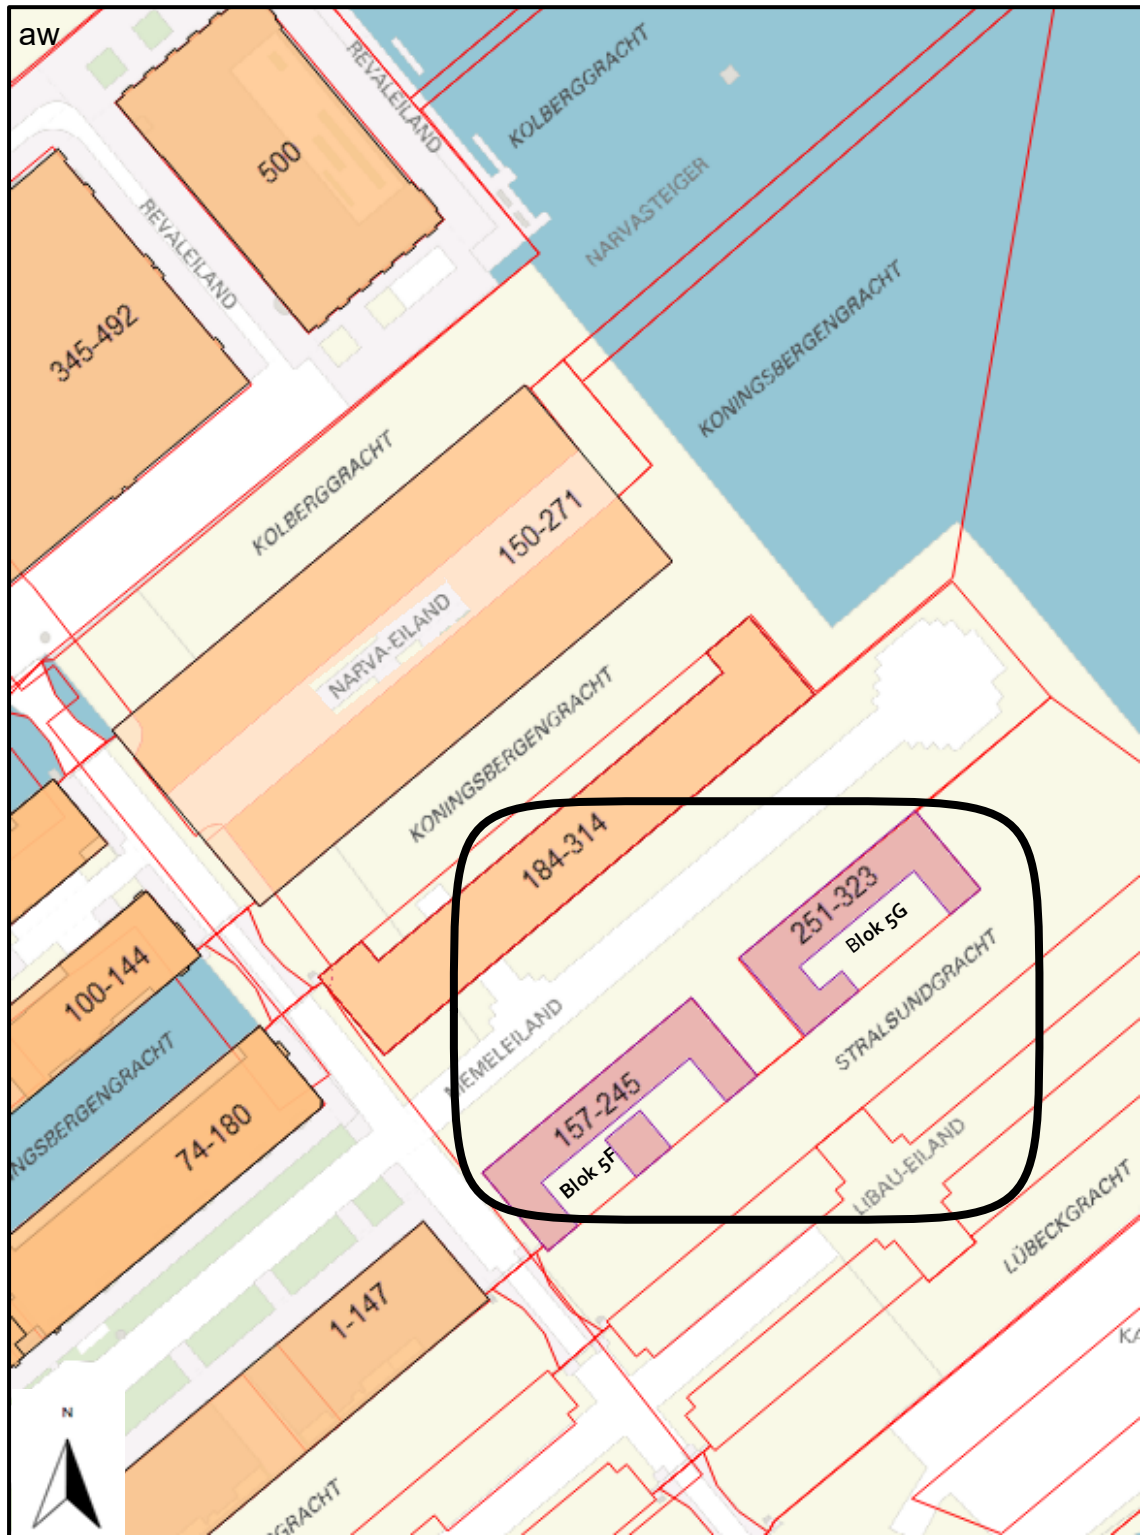 aw
REVALEILAND
KOLBERGGRACHT
500
NARVASTEIGER
REVALEILAND
345-492
KONINGSBERGENGRACHT
KOLBERGGRACHT
150-271
NARVA-EILAND
KONINGSBERGENGRACHT
184-314
251-323
Blok 5G
100-144
STRALSUNDGRACHT
MEMELEILAND
NGSBERGENGRACHT
157-245
74-180
Blok 5F
LIBAU-EILAND
LÜBECKGRACHT
1-147
KA
N
GRACHT